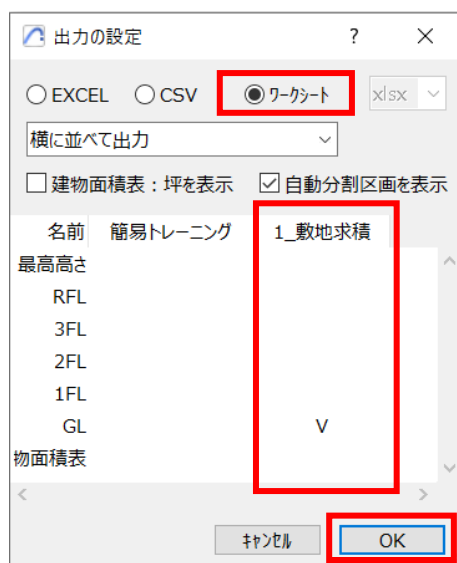 出力の設定 ? ×
EXCEL CSV ワークシート xlsx
横に並べて出力
建物面積表：坪を表示 自動分割区画を表示
名前 簡易トレーニング 1_敷地求積
最高高さ
RFL
3FL
2FL
1FL
GL V
物面積表
キャンセル OK